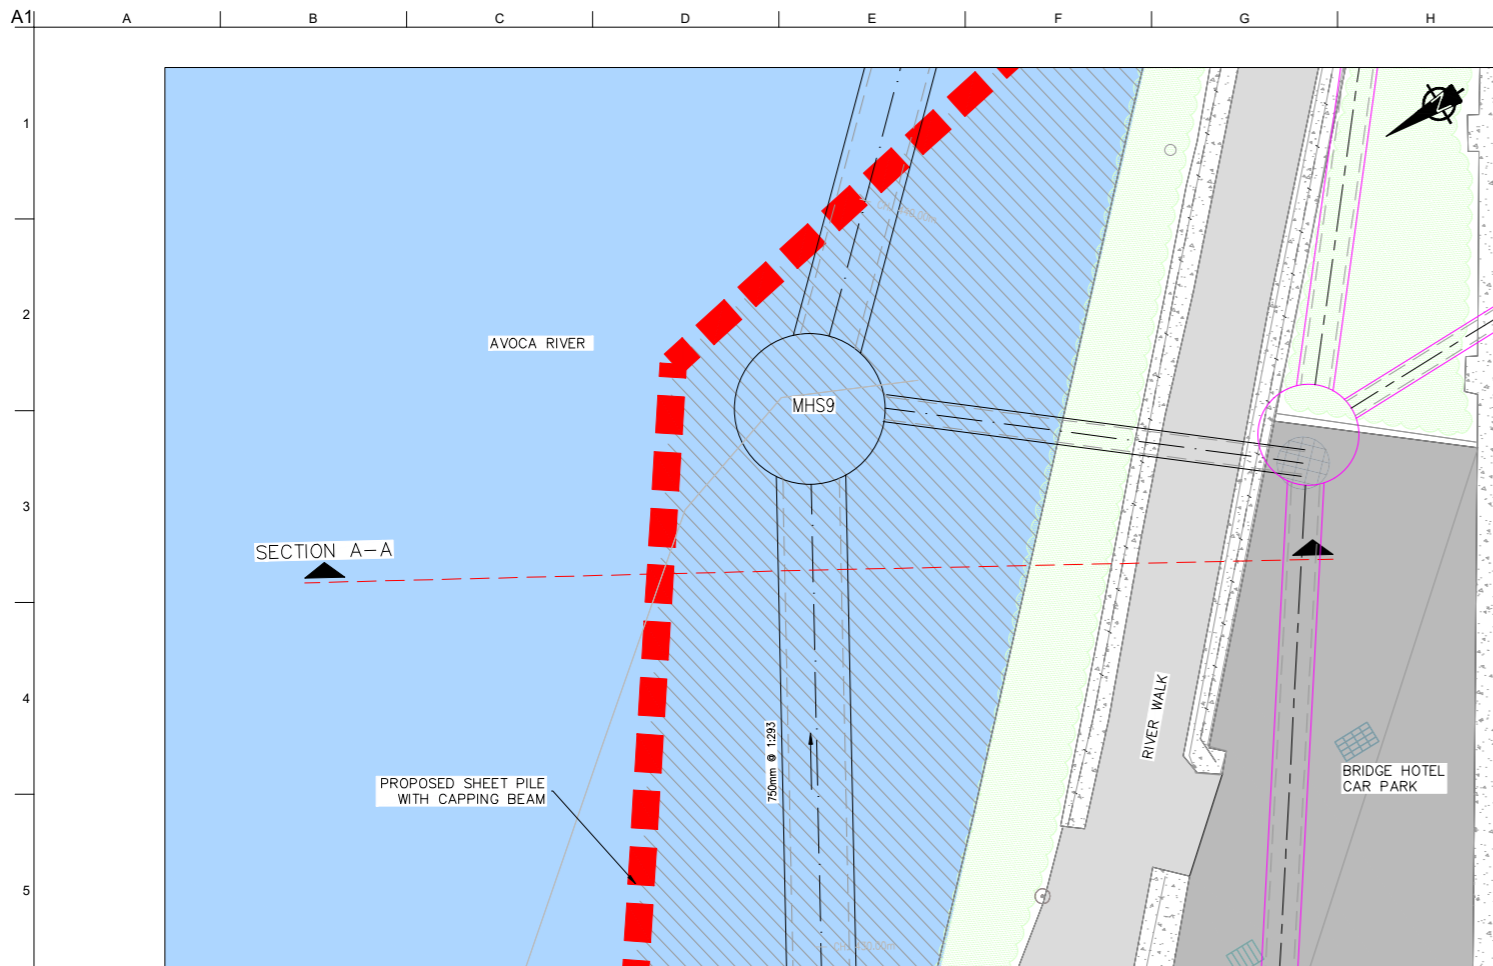 A1
A B C D E F G H
1
Z
2
AVOCA RIVER
MHS9
3
SECTION A-A
4
RIVER WALK
750mm @ 1:293
BRIDGE HOTEL
CAR PARK
PROPOSED SHEET PILE
WITH CAPPING BEAM
5